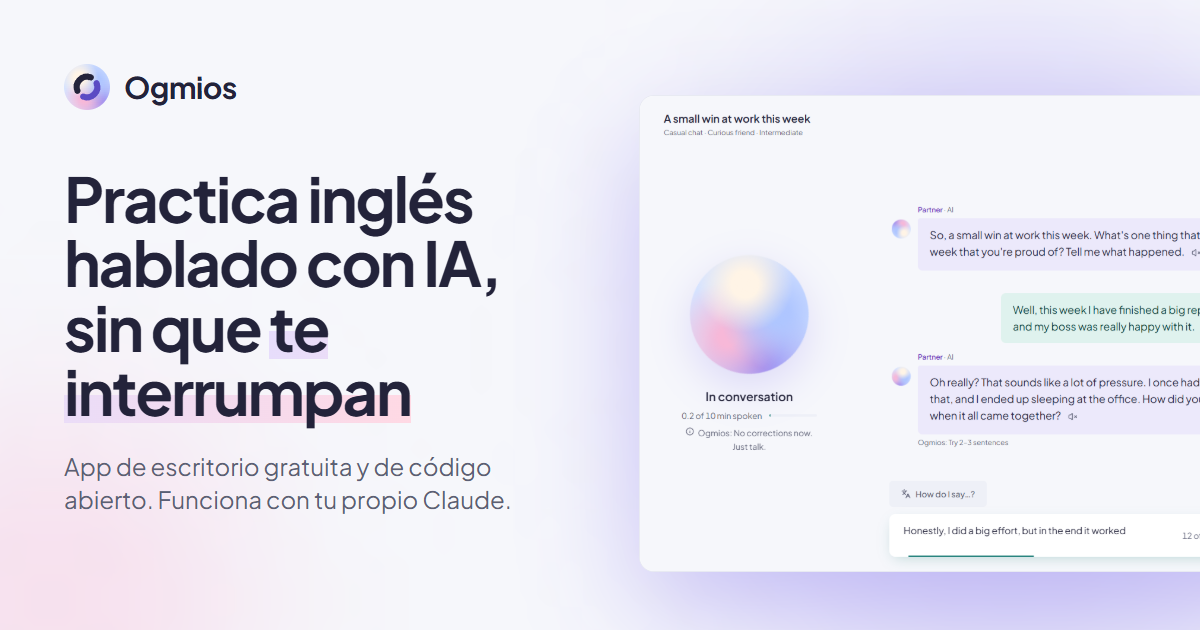 Ogmios
Practica inglés
hablado con IA,
sin que te
interrumpan
App de escritorio gratuita y de código
abierto. Funciona con tu propio Claude.
A small win at work this week
Casual chat · Curious friend · Intermediate
In conversation
0.2 of 10 min spoken
Ogmios: No corrections now.
Just talk.
Partner · AI
So, a small win at work this week. What's one thing that
week that you're proud of? Tell me what happened.
Well, this week I have finished a big rep
and my boss was really happy with it.
Partner · AI
Oh really? That sounds like a lot of pressure. I once had
that, and I ended up sleeping at the office. How did you
when it all came together?
Ogmios: Try 2–3 sentences
How do I say...?
Honestly, I did a big effort, but in the end it worked
12 o